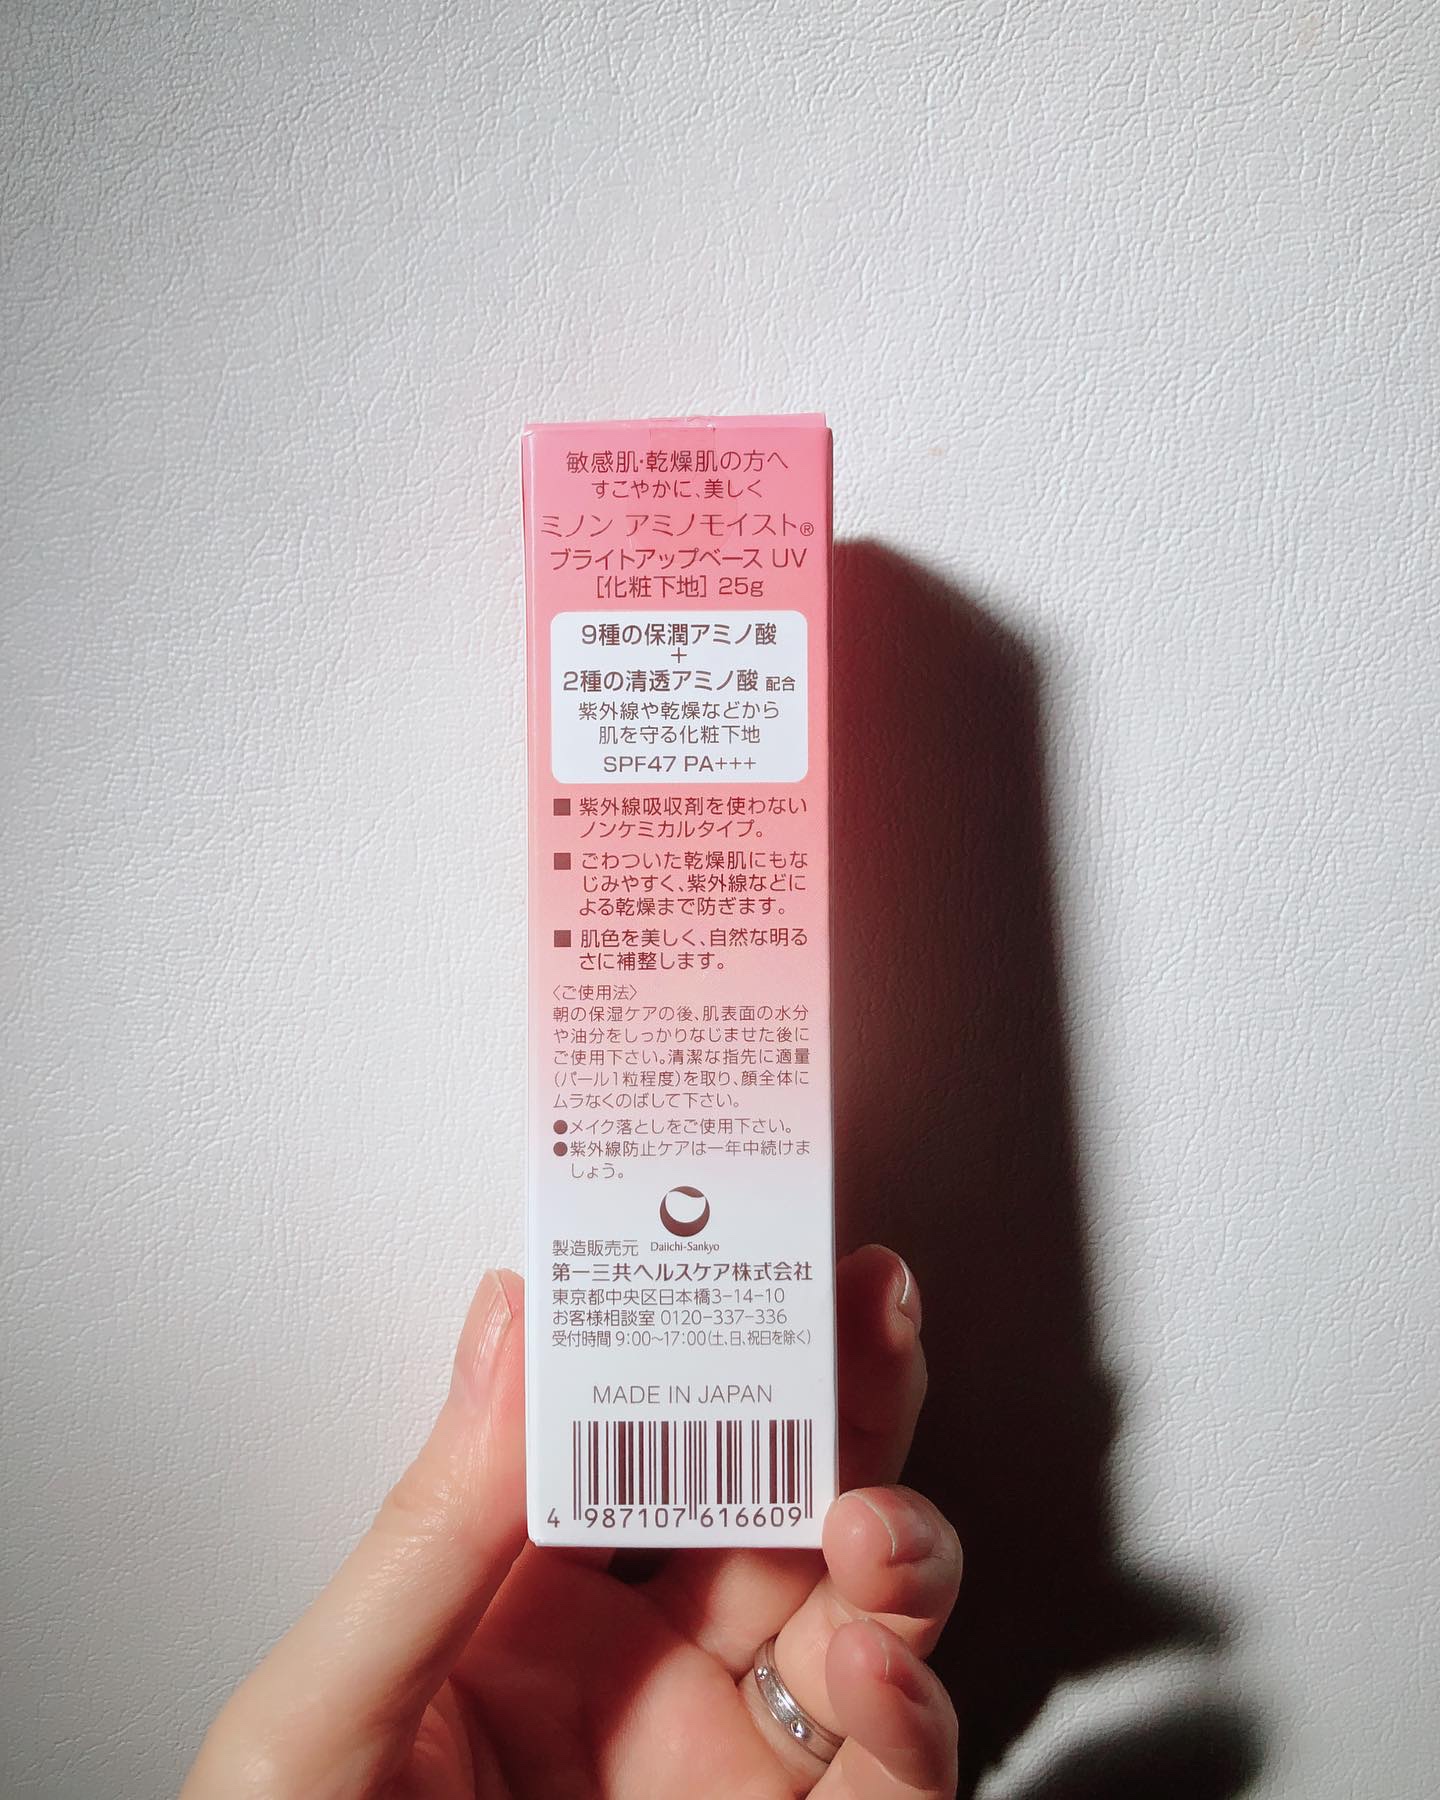 敏感肌・乾燥肌の方へ
すこやかに、美しく
ミノン アミノモイスト®
ブライトアップベース UV
[化粧下地] 25g
9種の保潤アミノ酸
+
2種の清透アミノ酸 配合
紫外線や乾燥などから
肌を守る化粧下地
SPF47 PA+++
■ 紫外線吸収剤を使わない
ノンケミカルタイプ。
■ ごわついた乾燥肌にもな
じみやすく、紫外線などに
よる乾燥まで防ぎます。
■ 肌色を美しく、自然な明る
さに補整します。
〈ご使用法〉
朝の保湿ケアの後、肌表面の水分
や油分をしっかりなじませた後に
ご使用下さい。清潔な指先に適量
(パール1粒程度)を取り、顔全体に
ムラなくのばして下さい。
●メイク落としをご使用下さい。
●紫外線防止ケアは一年中続けま
しょう。
製造販売元 Daiichi-Sankyo
第一三共ヘルスケア株式会社
東京都中央区日本橋3-14-10
お客様相談室 0120-337-336
受付時間 9:00〜17:00(土、日、祝日を除く)
MADE IN JAPAN
4 987107 616609